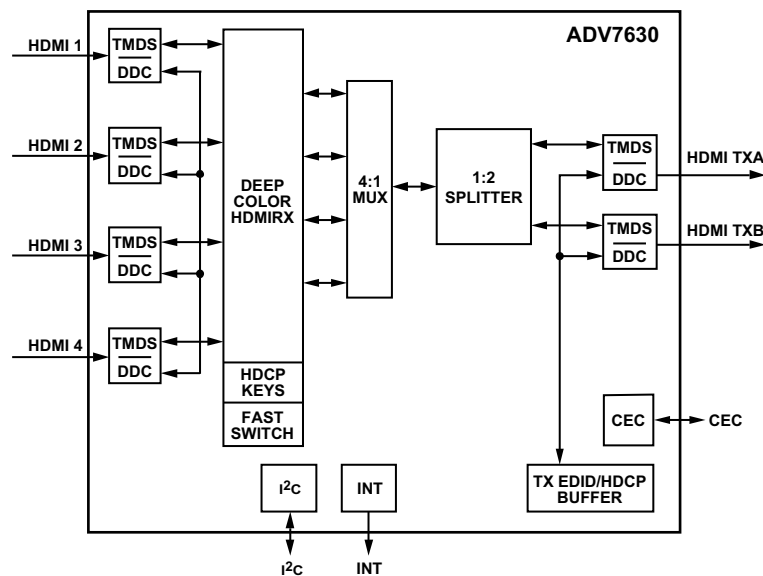 ADV7630
HDMI 1
TMDS
DDC
HDMI 2
TMDS
DDC
HDMI 3
TMDS
DDC
HDMI 4
TMDS
DDC
DEEP
COLOR
HDMIRX
HDCP
KEYS
FAST
SWITCH
4:1
MUX
1:2
SPLITTER
TMDS
DDC
HDMI TXA
TMDS
DDC
HDMI TXB
CEC
CEC
TX EDID/HDCP
BUFFER
I2C
INT
I2C
INT